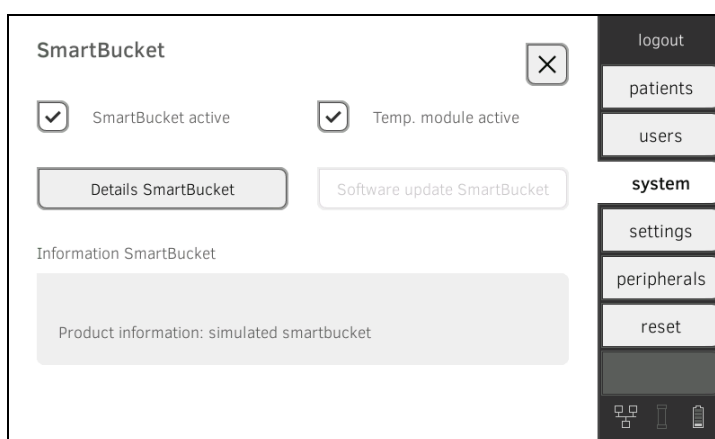 SmartBucket
SmartBucket active
Temp. module active
Details SmartBucket
Software update SmartBucket
Information SmartBucket
Product information: simulated smartbucket
logout
patients
users
system
settings
peripherals
reset